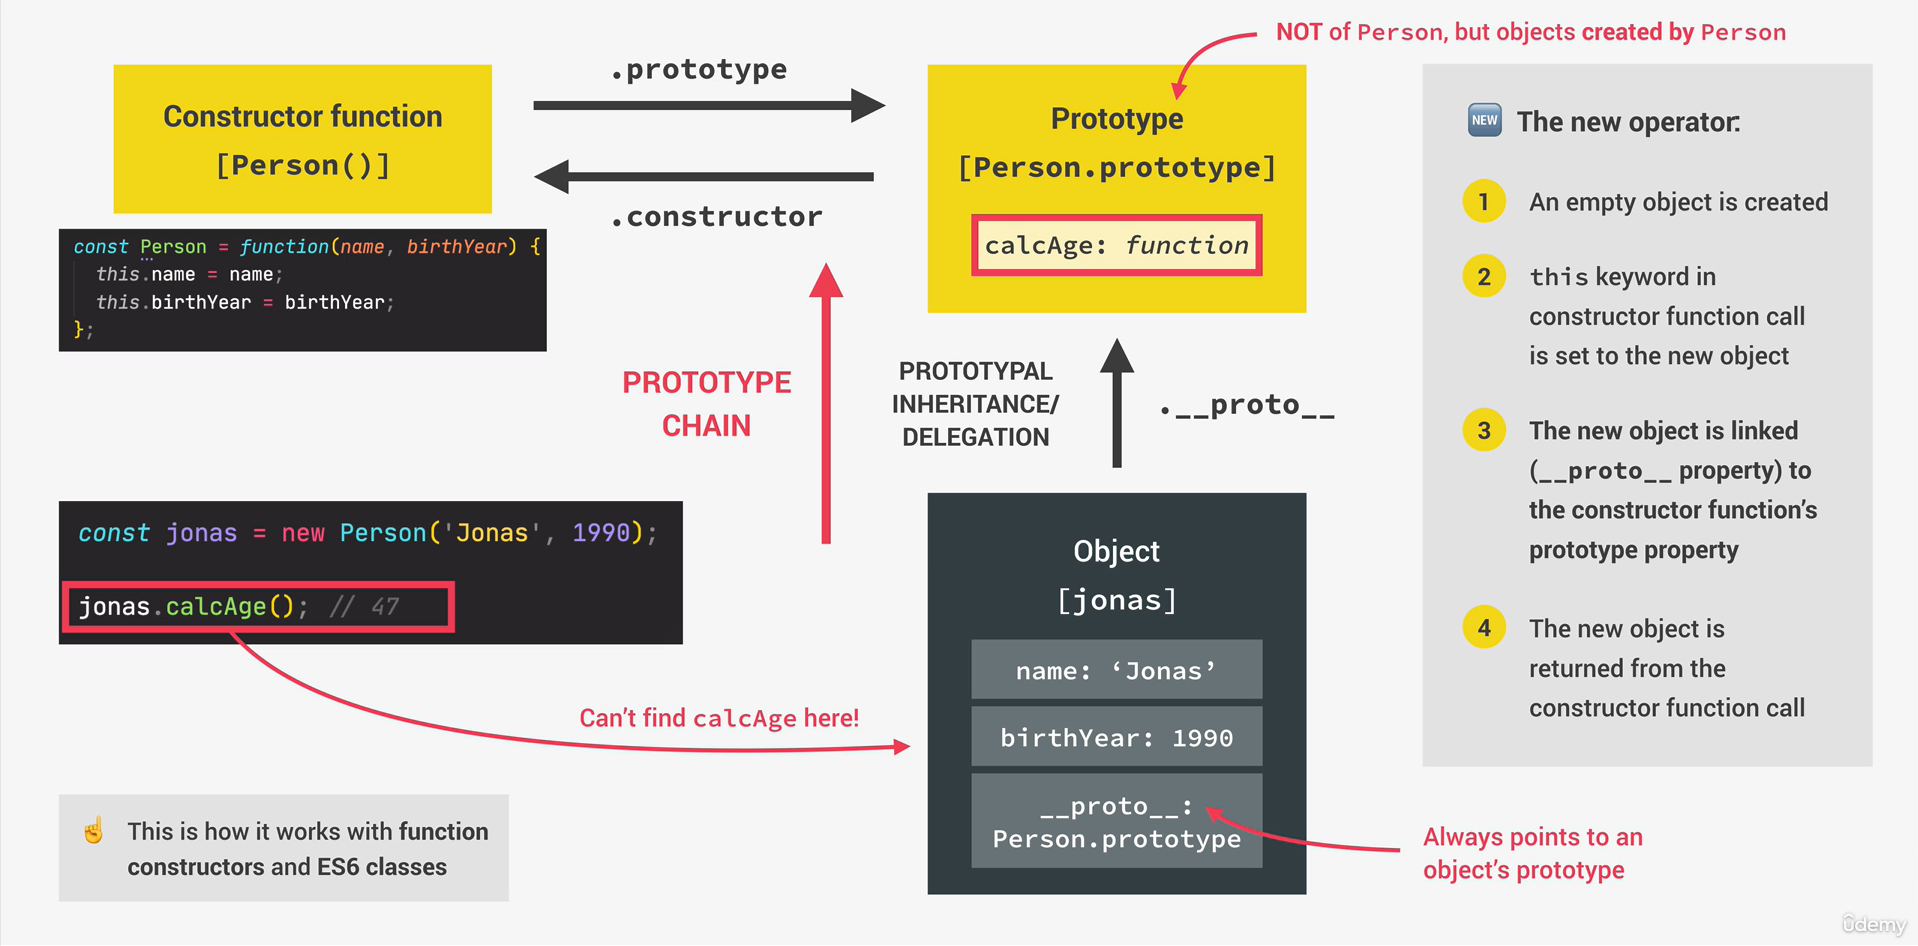 NOT of Person, but objects created by Person
Constructor function
[Person()]
.prototype
.constructor
Prototype
[Person.prototype]
calcAge: function
const Person = function(name, birthYear) {
this.name = name;
this.birthYear = birthYear;
};
PROTOTYPE
CHAIN
PROTOTYPAL
INHERITANCE/
DELEGATION
.__proto__
const jonas = new Person('Jonas', 1990);
jonas.calcAge(); // 47
Can’t find calcAge here!
Object
[jonas]
name: ‘Jonas’
birthYear: 1990
__proto__:
Person.prototype
Always points to an
object’s prototype
☝️ This is how it works with function
constructors and ES6 classes
NEW The new operator:
1 An empty object is created
2 this keyword in
constructor function call
is set to the new object
3 The new object is linked
(__proto__ property) to
the constructor function’s
prototype property
4 The new object is
returned from the
constructor function call
ûdemy